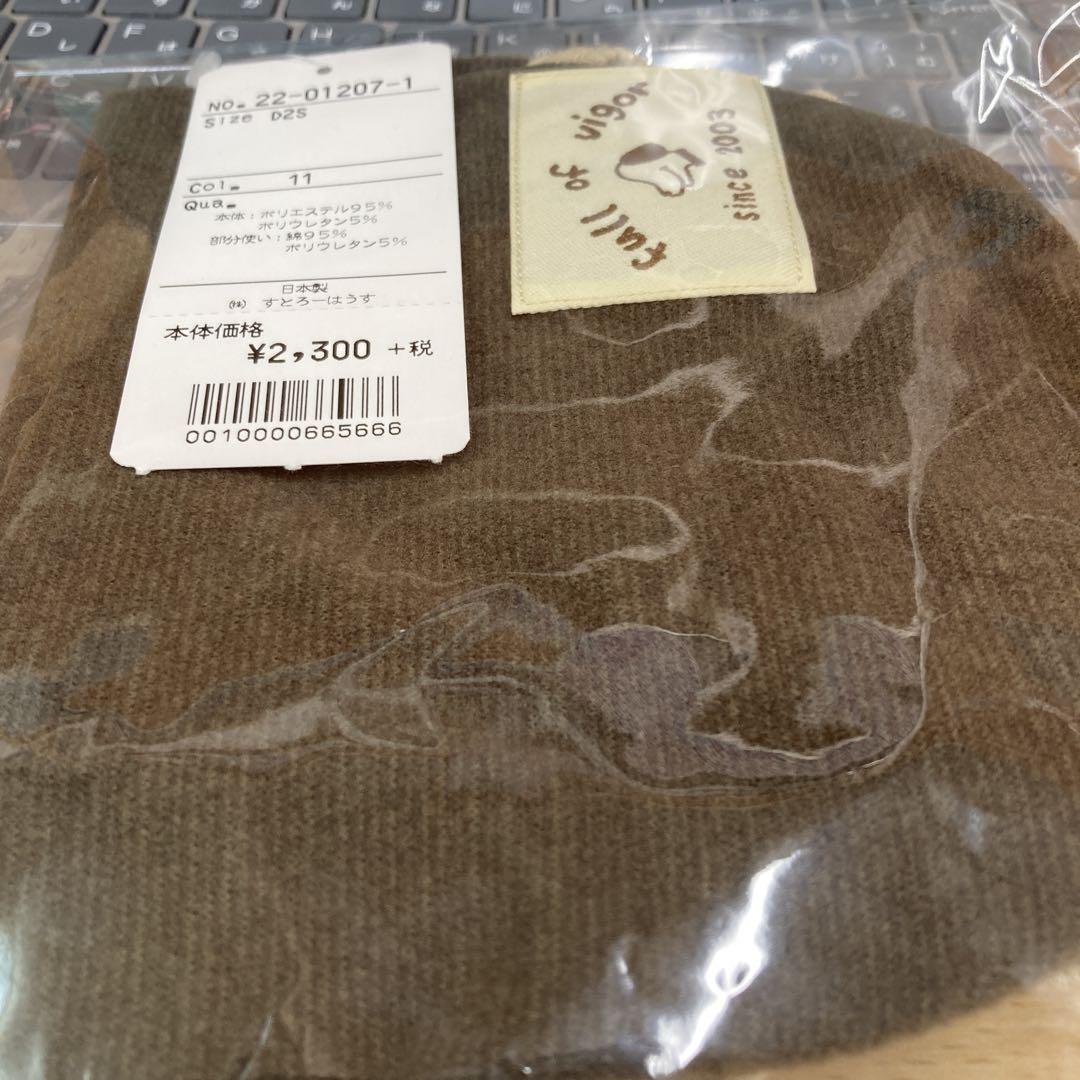 NO. 22-01207-1
Size D2S
Col. 11
Qua.
本体：ポリエステル95%
ポリウレタン5%
部分使い：綿95%
ポリウレタン5%
日本製
㈱ すとろーはうす
本体価格
¥2,300 +税
0010000665666
full of vigor
since 2003
D し
F は
G き
H
J
K
L
C
V